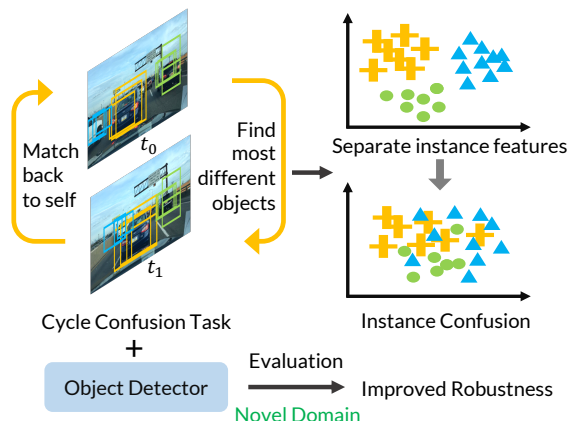 t0
Match
back
to self
Find
most
different
objects
t1
Separate instance features
Cycle Confusion Task
Instance Confusion
+
Object Detector
Evaluation
Novel Domain
Improved Robustness